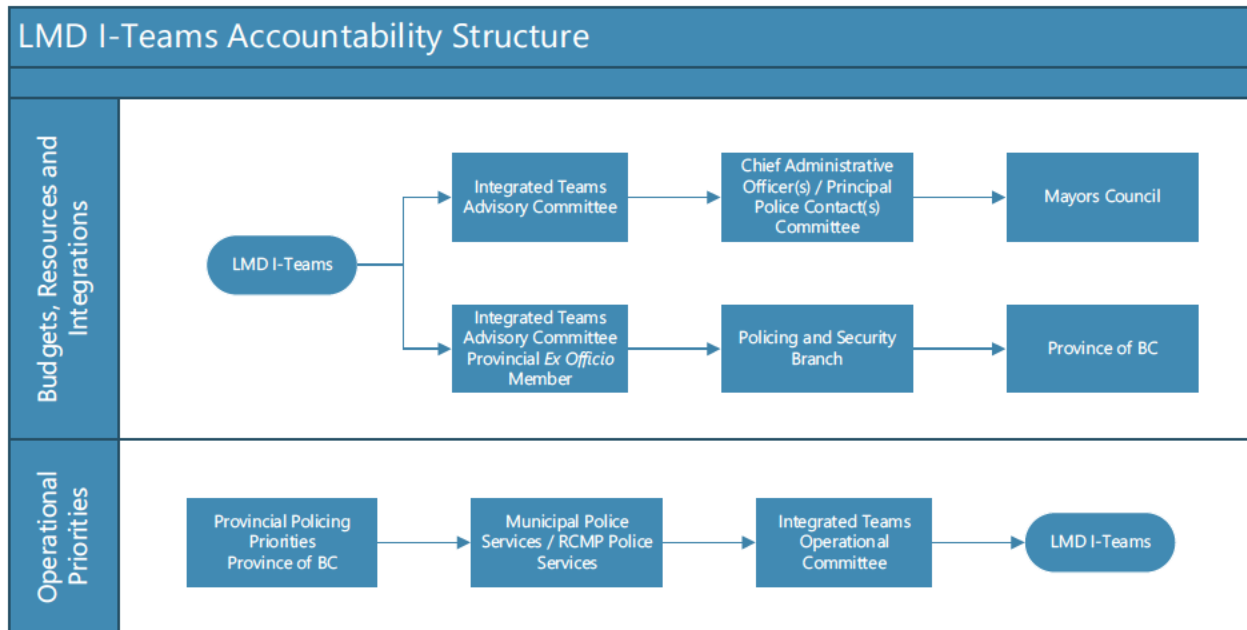 LMD I-Teams Accountability Structure
Budgets, Resources and
Integrations
LMD I-Teams
Integrated Teams
Advisory Committee
Chief Administrative
Officer(s) / Principal
Police Contact(s)
Committee
Mayors Council
Integrated Teams
Advisory Committee
Provincial Ex Officio
Member
Policing and Security
Branch
Province of BC
Operational
Priorities
Provincial Policing
Priorities
Province of BC
Municipal Police
Services / RCMP Police
Services
Integrated Teams
Operational
Committee
LMD I-Teams